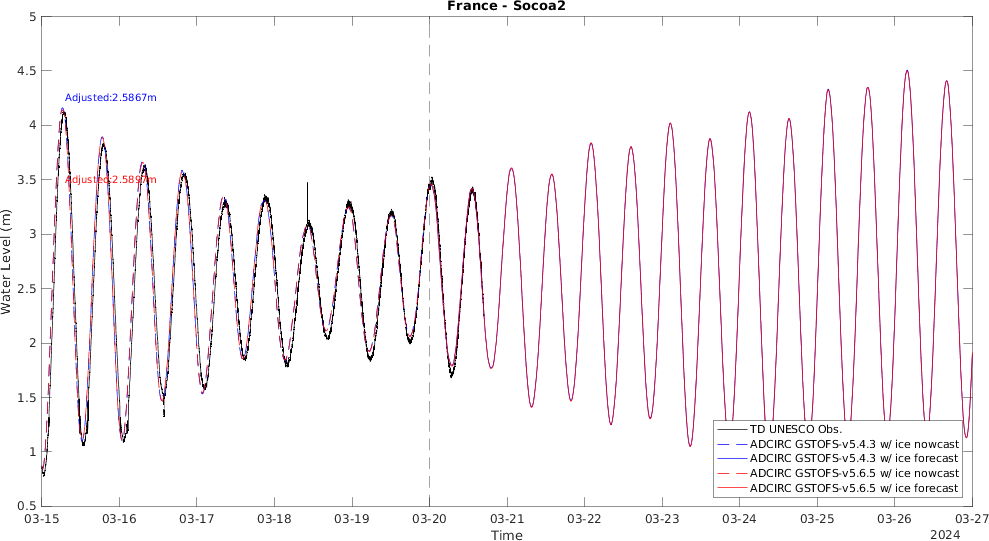 France - Socoa2
5
4.5
4
3.5
3
2.5
2
1.5
1
0.5
Water Level (m)
Adjusted:2.5867m
Adjusted:2.5897m
TD UNESCO Obs.
ADCIRC GSTOFS-v5.4.3 w/ ice nowcast
ADCIRC GSTOFS-v5.4.3 w/ ice forecast
ADCIRC GSTOFS-v5.6.5 w/ ice nowcast
ADCIRC GSTOFS-v5.6.5 w/ ice forecast
03-15 03-16 03-17 03-18 03-19 03-20 03-21 03-22 03-23 03-24 03-25 03-26 03-27
Time
2024